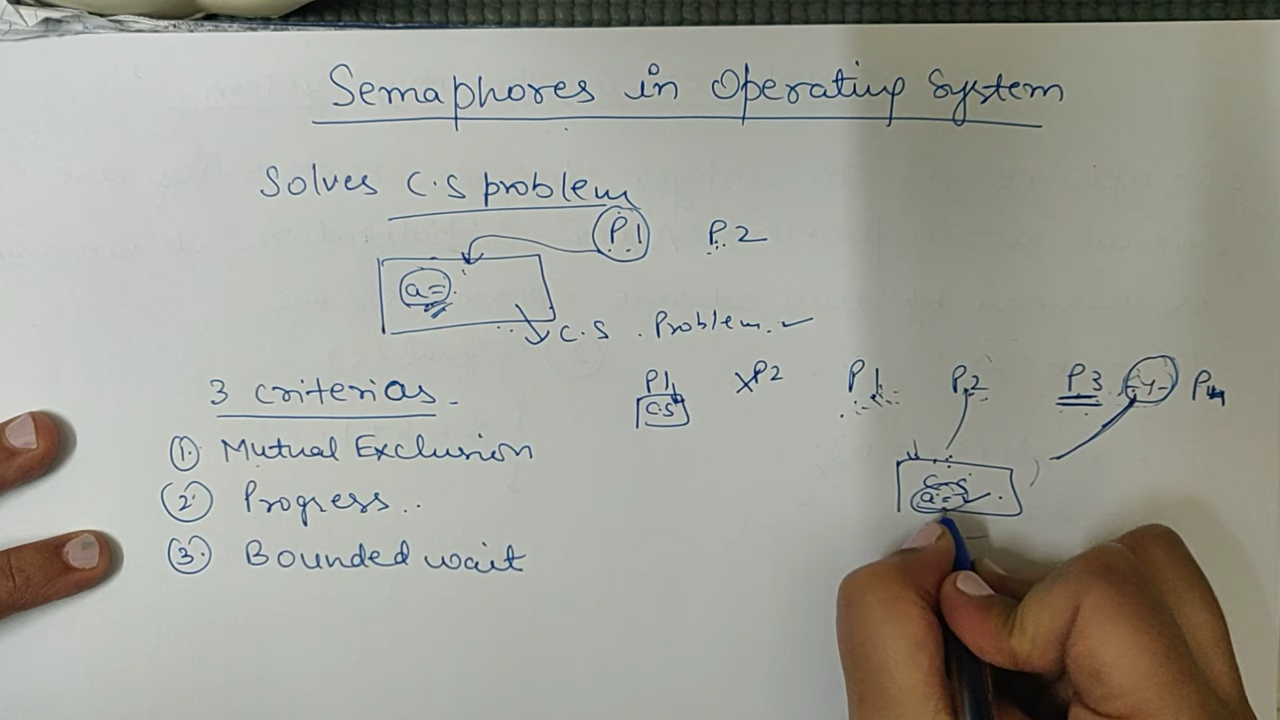 Semaphores in Operating System
Solves C.S problem
P1 P.2
a=
C.S. Problem.
3 criterias
P1 P2 P1 P2 P3 P4
CS
① Mutual Exclusion
② Progress..
C.S
a=
③ Bounded wait